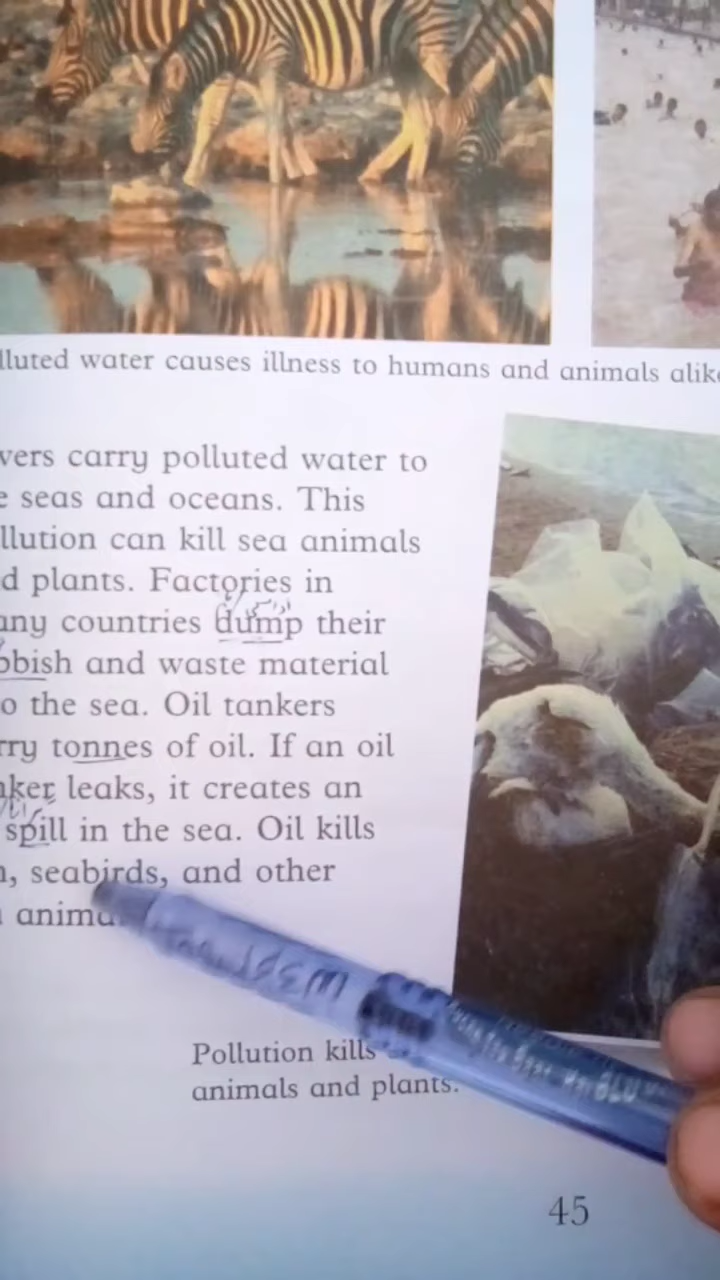 lluted water causes illness to humans and animals alike
vers carry polluted water to
e seas and oceans. This
llution can kill sea animals
d plants. Factories in
any countries dump their
bbish and waste material
o the sea. Oil tankers
rry tonnes of oil. If an oil
nker leaks, it creates an
spill in the sea. Oil kills
h, seabirds, and other
anima
Pollution kills
animals and plants.
45